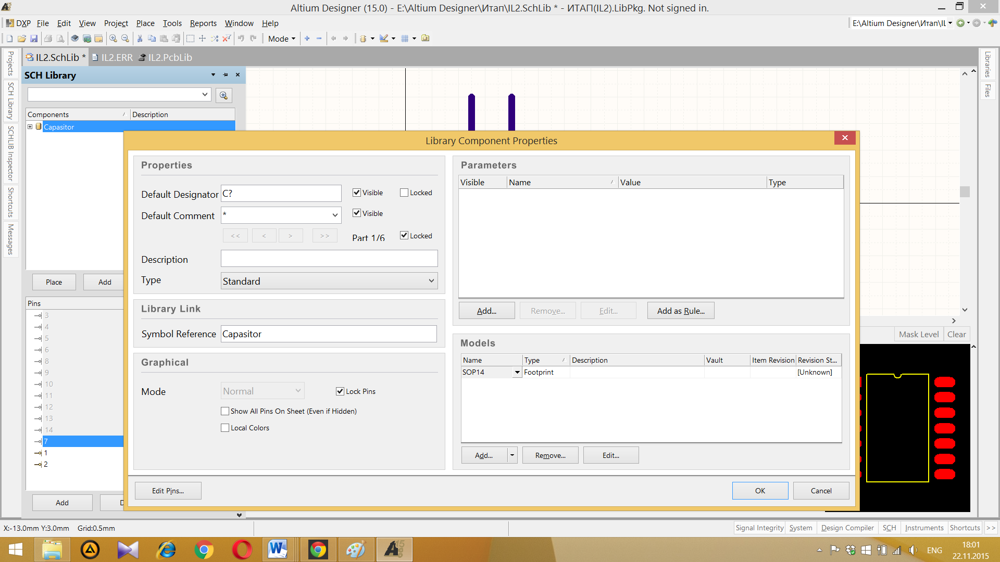 Altium Designer (15.0) - E:\Altium Designer\Итап\IL2.SchLib * - ИТАП(IL2).LibPkg. Not signed in.
DXP File Edit View Project Place Tools Reports Window Help
E:\Altium Designer\Итап\IL
Mode
IL2.SchLib * IL2.ERR IL2.PcbLib
Projects
SCH Library
SCHLIB Inspector
Shortcuts
Messages
Libraries
Files
SCH Library
Components Description
Capasitor
Place Add
Pins
3
4
5
6
8
9
10
11
12
13
14
7
1
2
Add D
Library Component Properties
Properties
Default Designator C? Visible Locked
Default Comment * Visible
<< < > >> Part 1/6 Locked
Description
Type Standard
Library Link
Symbol Reference Capasitor
Graphical
Mode Normal Lock Pins
Show All Pins On Sheet (Even if Hidden)
Local Colors
Edit Pins...
Parameters
Visible Name Value Type
Add... Remove... Edit... Add as Rule...
Models
Name Type Description Vault Item Revision Revision St...
SOP14 Footprint [Unknown]
Add... Remove... Edit...
OK Cancel
Mask Level Clear
X:-13.0mm Y:3.0mm Grid:0.5mm
Signal Integrity System Design Compiler SCH Instruments Shortcuts >>
ENG
18:01
22.11.2015